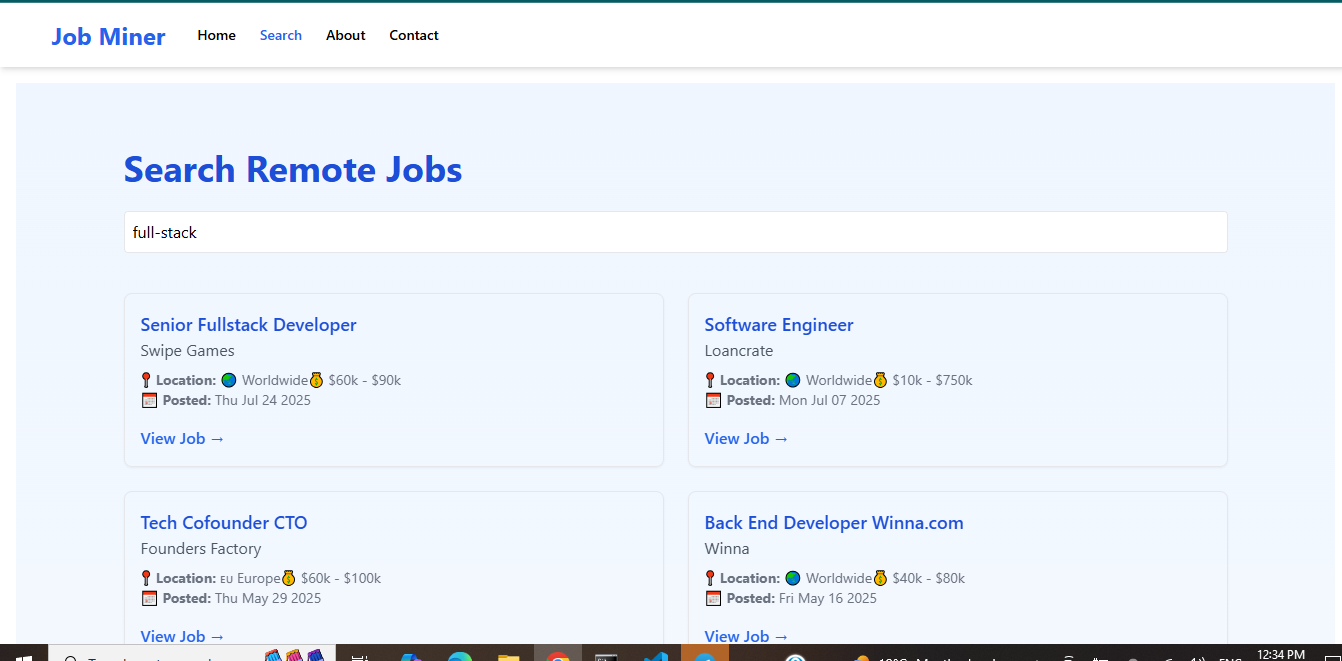 Job Miner Home Search About Contact
Search Remote Jobs
full-stack
Senior Fullstack Developer
Swipe Games
📍 Location: 🌏 Worldwide💰 $60k - $90k
📅 Posted: Thu Jul 24 2025
View Job →
Software Engineer
Loancrate
📍 Location: 🌏 Worldwide💰 $10k - $750k
📅 Posted: Mon Jul 07 2025
View Job →
Tech Cofounder CTO
Founders Factory
📍 Location: EU Europe💰 $60k - $100k
📅 Posted: Thu May 29 2025
View Job →
Back End Developer Winna.com
Winna
📍 Location: 🌏 Worldwide💰 $40k - $80k
📅 Posted: Fri May 16 2025
View Job →
12:34 PM